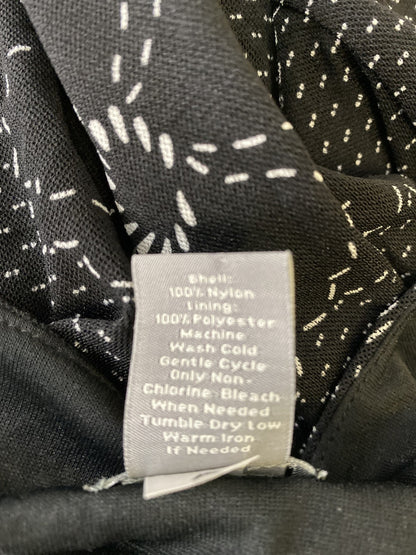 Shell:
100% Nylon
Lining:
100% Polyester
Machine
Wash Cold
Gentle Cycle
Only Non-
Chlorine Bleach
When Needed
Tumble Dry Low
Warm Iron
If Needed